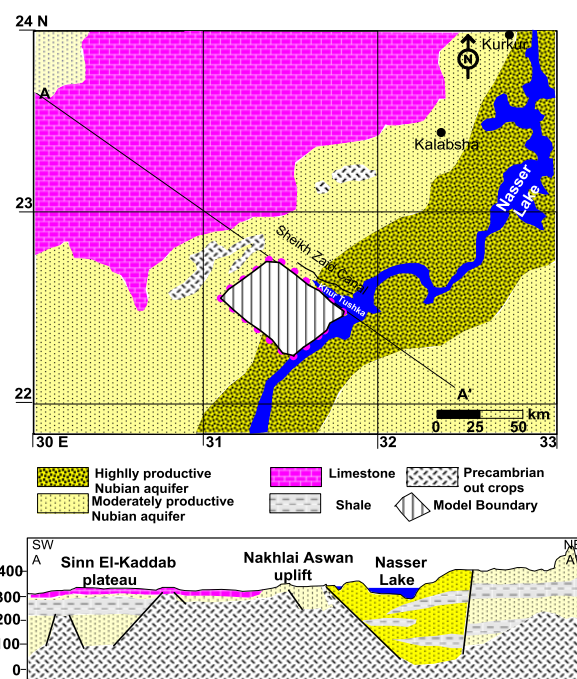 24 N
Kurkur
N
A
Kalabsha
Nasser
Lake
23
Sheikh Zaid Canal
Khur Tushka
22
A'
0 25 50 km
30 E 31 32 33
Highlly productive
Nubian aquifer
Limestone
Precambrian
out crops
Moderately productive
Nubian aquifer
Shale
Model Boundary
SW
A
Sinn El-Kaddab
plateau
Nakhlai Aswan
uplift
Nasser
Lake
400
300
200
100
0